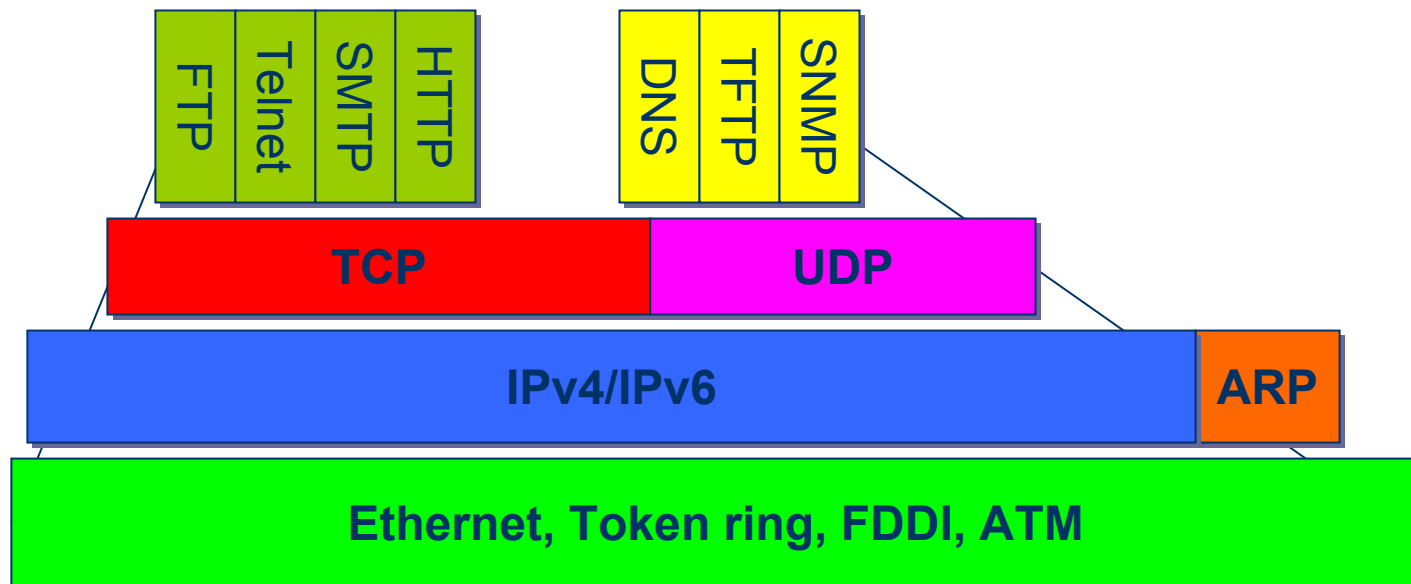 FTP
Telnet
SMTP
HTTP
DNS
TFTP
SNMP
TCP
UDP
IPv4/IPv6
ARP
Ethernet, Token ring, FDDI, ATM